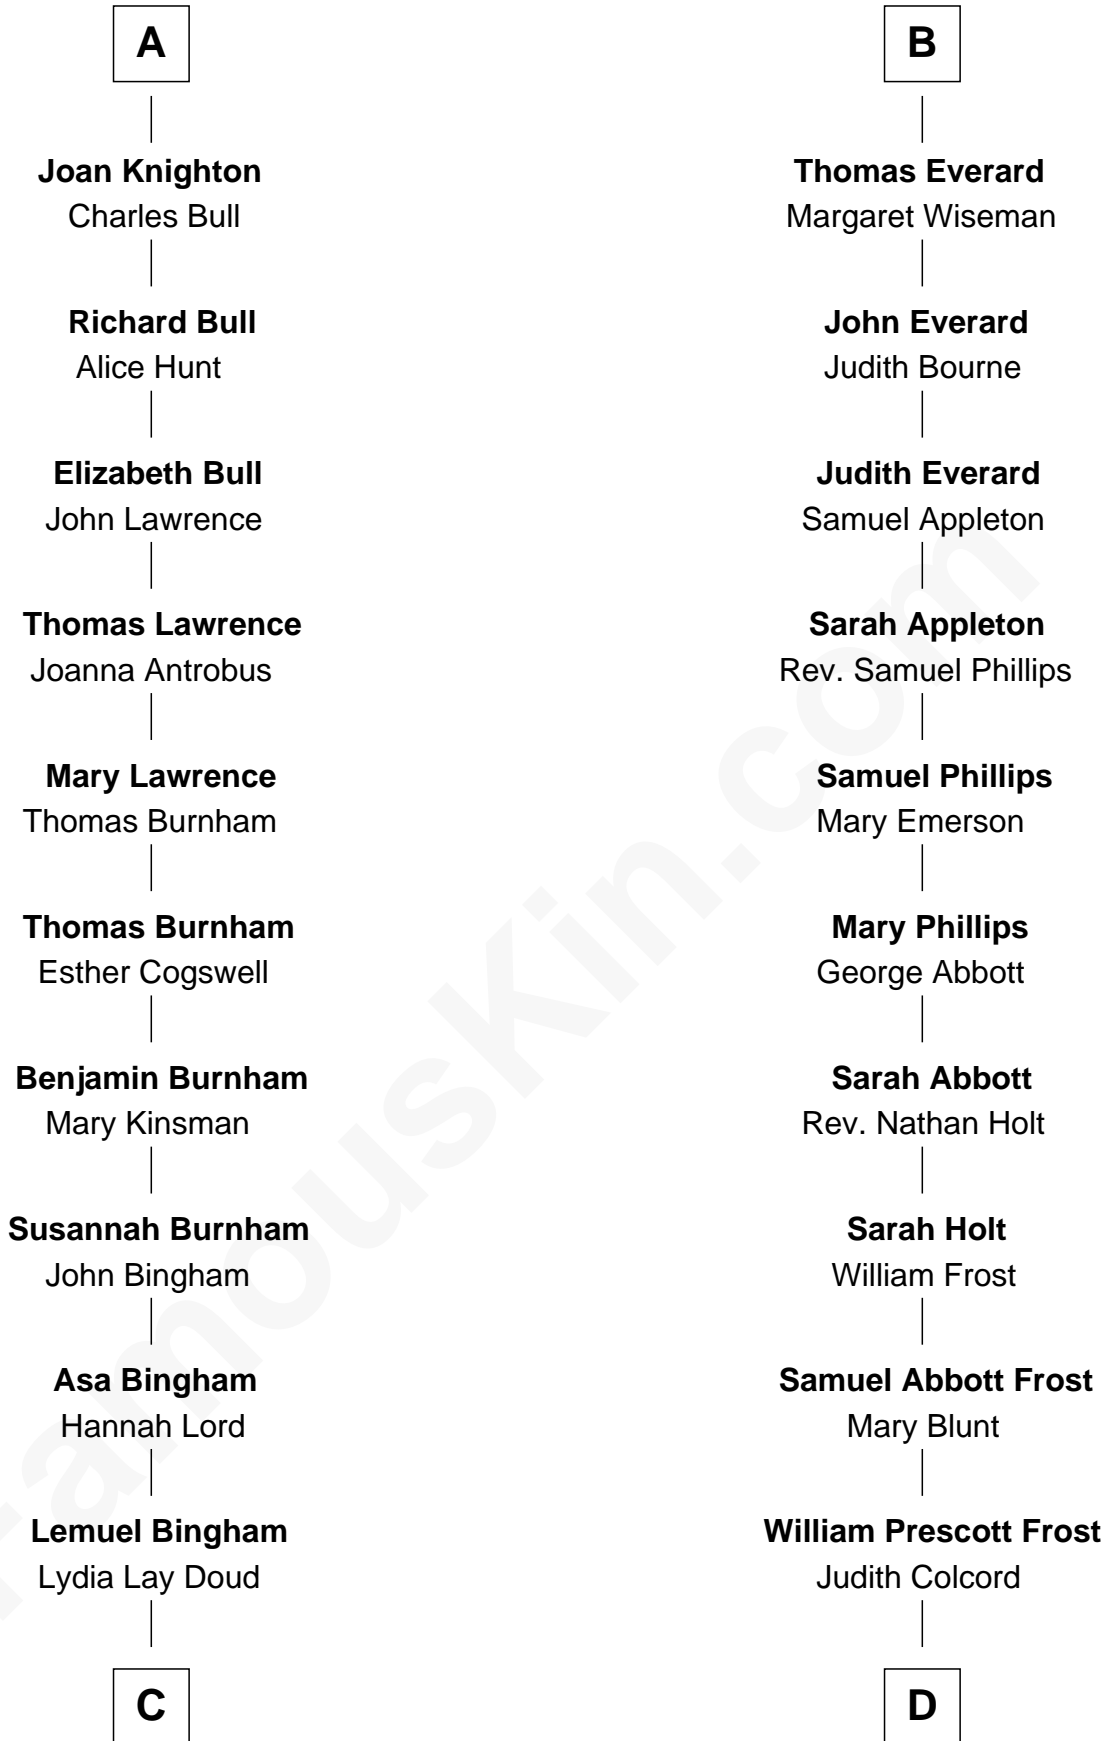 A
Joan Knighton
Charles Bull
Richard Bull
Alice Hunt
Elizabeth Bull
John Lawrence
Thomas Lawrence
Joanna Antrobus
Mary Lawrence
Thomas Burnham
Thomas Burnham
Esther Cogswell
Benjamin Burnham
Mary Kinsman
Susannah Burnham
John Bingham
Asa Bingham
Hannah Lord
Lemuel Bingham
Lydia Lay Doud
C
B
Thomas Everard
Margaret Wiseman
John Everard
Judith Bourne
Judith Everard
Samuel Appleton
Sarah Appleton
Rev. Samuel Phillips
Samuel Phillips
Mary Emerson
Mary Phillips
George Abbott
Sarah Abbott
Rev. Nathan Holt
Sarah Holt
William Frost
Samuel Abbott Frost
Mary Blunt
William Prescott Frost
Judith Colcord
D
FamousKin.com